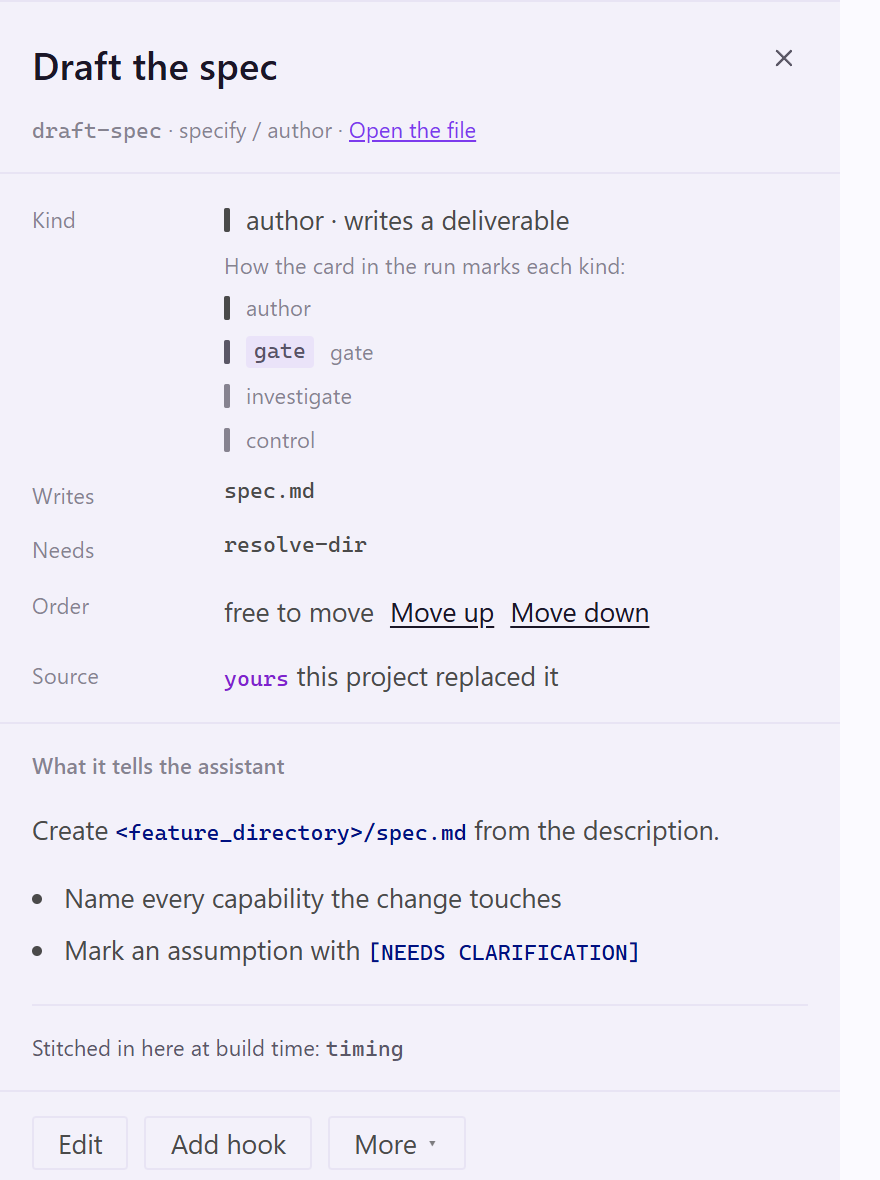 Draft the spec
draft-spec · specify / author · Open the file
Kind
author · writes a deliverable
How the card in the run marks each kind:
author
gate gate
investigate
control
Writes
spec.md
Needs
resolve-dir
Order
free to move Move up Move down
Source
yours this project replaced it
What it tells the assistant
Create <feature_directory>/spec.md from the description.
• Name every capability the change touches
• Mark an assumption with [NEEDS CLARIFICATION]
Stitched in here at build time: timing
Edit Add hook More